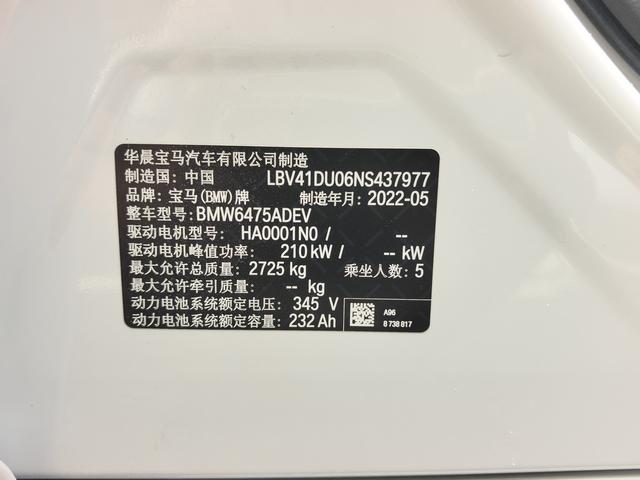 华晨宝马汽车有限公司制造
制造国: 中国 LBV41DU06NS437977
品牌: 宝马(BMW)牌 制造年月: 2022-05
整车型号: BMW6475ADEV
驱动电机型号: HA0001N0 / --
驱动电机峰值功率: 210 kW / -- kW
最大允许总质量: 2725 kg 乘坐人数: 5
最大允许牵引质量: -- kg
动力电池系统额定电压: 345 V
动力电池系统额定容量: 232 Ah
A96
8 738 817